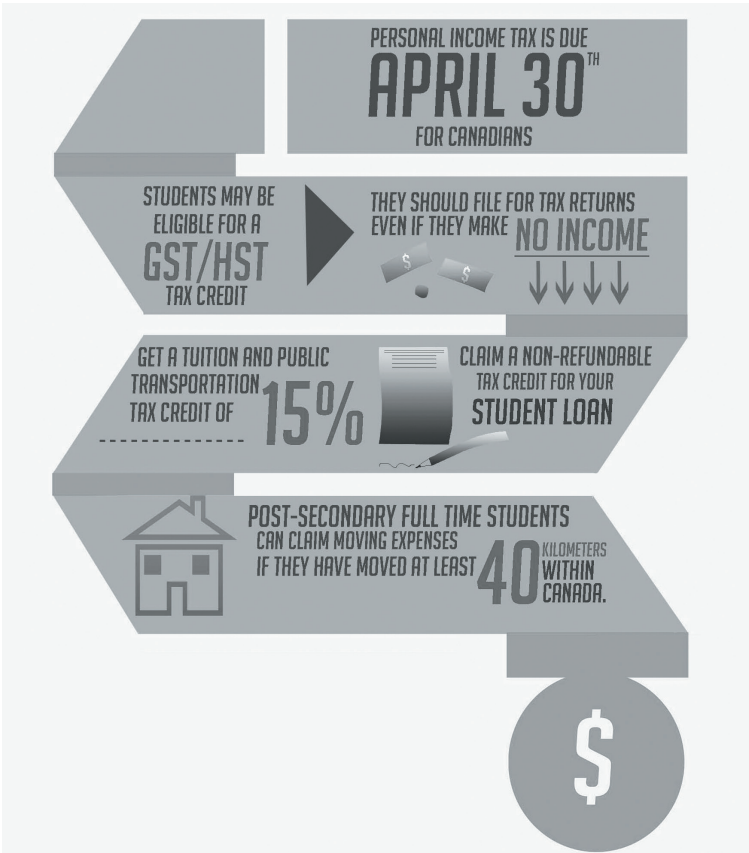 PERSONAL INCOME TAX IS DUE
APRIL 30TH
FOR CANADIANS
STUDENTS MAY BE
ELIGIBLE FOR A
GST/HST
TAX CREDIT
THEY SHOULD FILE FOR TAX RETURNS
EVEN IF THEY MAKE NO INCOME
$ $
GET A TUITION AND PUBLIC
TRANSPORTATION
TAX CREDIT OF 15%
CLAIM A NON-REFUNDABLE
TAX CREDIT FOR YOUR
STUDENT LOAN
POST-SECONDARY FULL TIME STUDENTS
CAN CLAIM MOVING EXPENSES
IF THEY HAVE MOVED AT LEAST 40 KILOMETERS
WITHIN
CANADA.
$